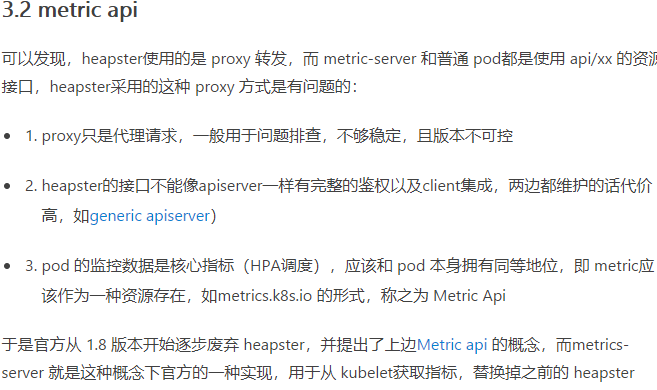 3.2 metric api
可以发现，heapster使用的是 proxy 转发，而 metric-server 和普通 pod都是使用 api/xx 的资源
接口，heapster采用的这种 proxy 方式是有问题的：
1. proxy只是代理请求，一般用于问题排查，不够稳定，且版本不可控
2. heapster的接口不能像apiserver一样有完整的鉴权以及client集成，两边都维护的话代价
高，如generic apiserver）
3. pod 的监控数据是核心指标（HPA调度），应该和 pod 本身拥有同等地位，即 metric应
该作为一种资源存在，如metrics.k8s.io 的形式，称之为 Metric Api
于是官方从 1.8 版本开始逐步废弃 heapster，并提出了上边Metric api 的概念，而metrics-
server 就是这种概念下官方的一种实现，用于从 kubelet获取指标，替换掉之前的 heapster